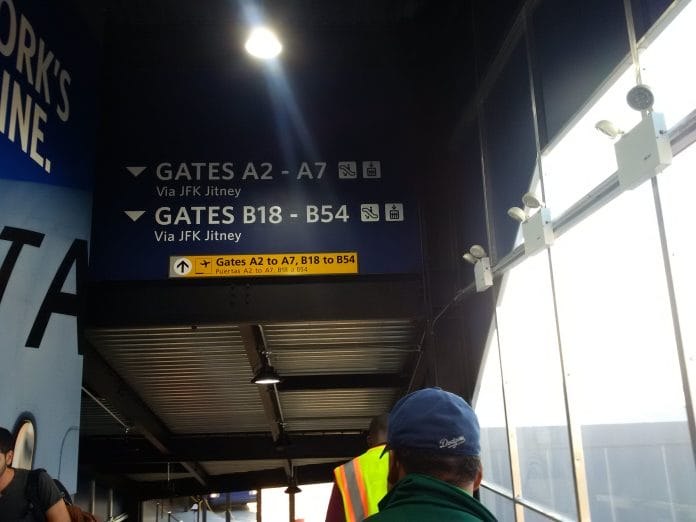 ORK'S
INE.
TA
GATES A2 - A7
Via JFK Jitney
GATES B18 - B54
Via JFK Jitney
Gates A2 to A7, B18 to B54
Puertas A2 to A7, B18 a B54
Dodgers